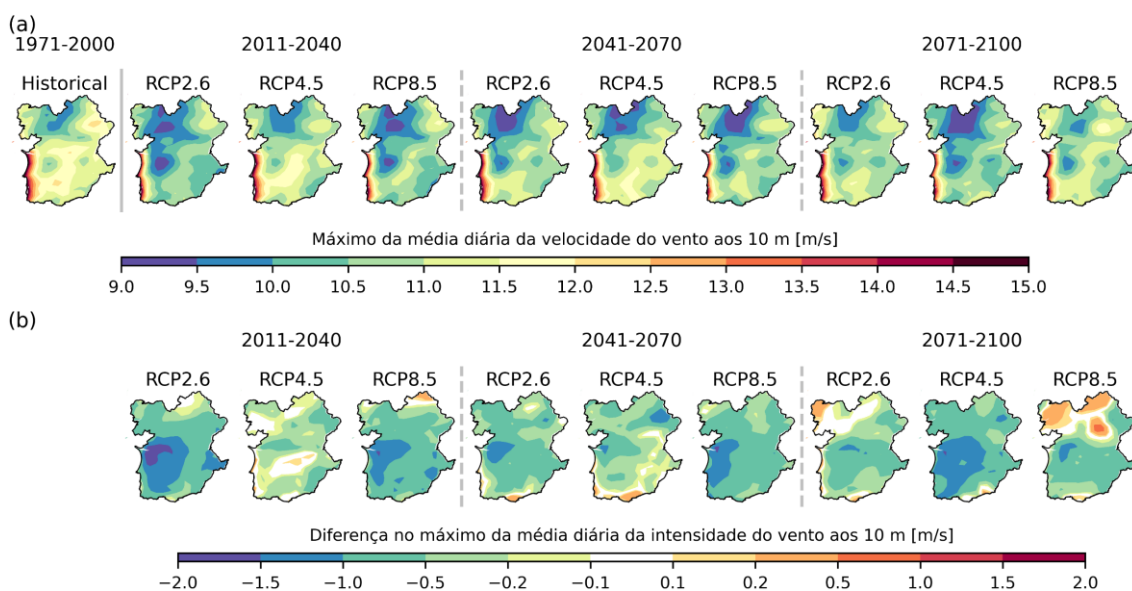 (a)
1971-2000 2011-2040 2041-2070 2071-2100
Historical RCP2.6 RCP4.5 RCP8.5 RCP2.6 RCP4.5 RCP8.5 RCP2.6 RCP4.5 RCP8.5
Máximo da média diária da velocidade do vento aos 10 m [m/s]
9.0 9.5 10.0 10.5 11.0 11.5 12.0 12.5 13.0 13.5 14.0 14.5 15.0
(b)
2011-2040 2041-2070 2071-2100
RCP2.6 RCP4.5 RCP8.5 RCP2.6 RCP4.5 RCP8.5 RCP2.6 RCP4.5 RCP8.5
Diferença no máximo da média diária da intensidade do vento aos 10 m [m/s]
−2.0 −1.5 −1.0 −0.5 −0.2 −0.1 0.1 0.2 0.5 1.0 1.5 2.0